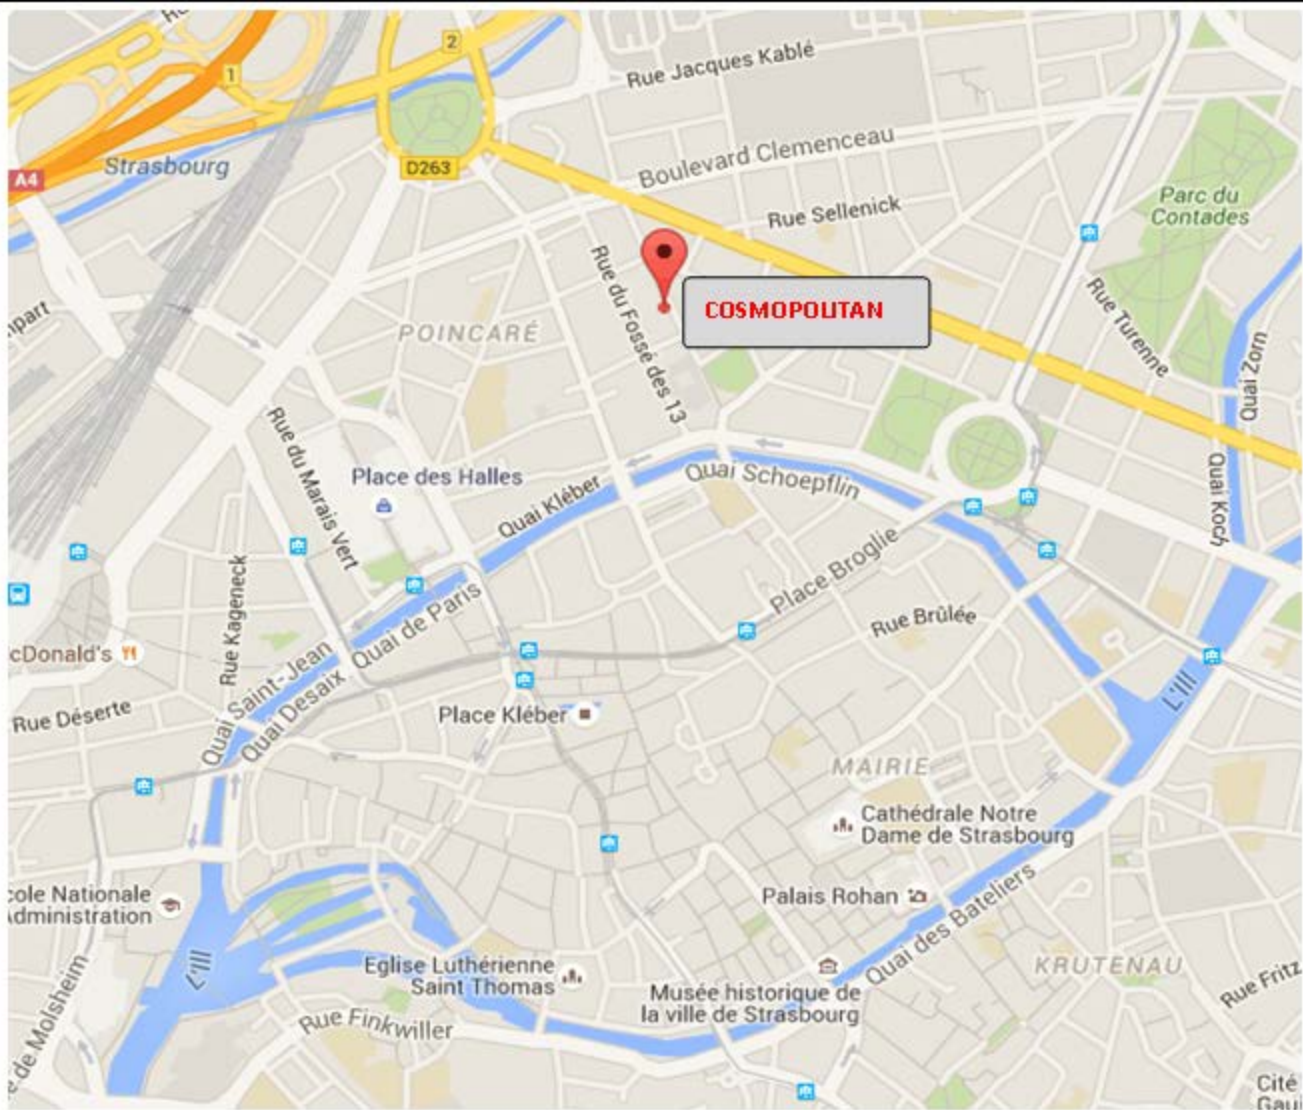 2
Rue Jacques Kablé
1
Boulevard Clemenceau
Strasbourg
D263
A4
Parc du
Contades
Rue Sellenick
Rue du Fossé des 13
COSMOPOLITAN
Rue Turenne
POINCARÉ
Quai Zorn
Rue du Marais Vert
Place des Halles
Quai Kléber
Quai Schoepflin
Quai Koch
Place Broglie
Rue Kageneck
Quai de Paris
Rue Brûlée
cDonald's
Quai Saint-Jean
Quai Desaix
Rue Déserte
Place Kléber
L'Ill
MAIRIE
Cathédrale Notre
Dame de Strasbourg
cole Nationale
Administration
Palais Rohan
Quai des Bateliers
L'Ill
Eglise Luthérienne
Saint Thomas
KRUTENAU
Musée historique de
la ville de Strasbourg
Rue Fritz
Rue Finkwiller
e de Molsheim
Cité